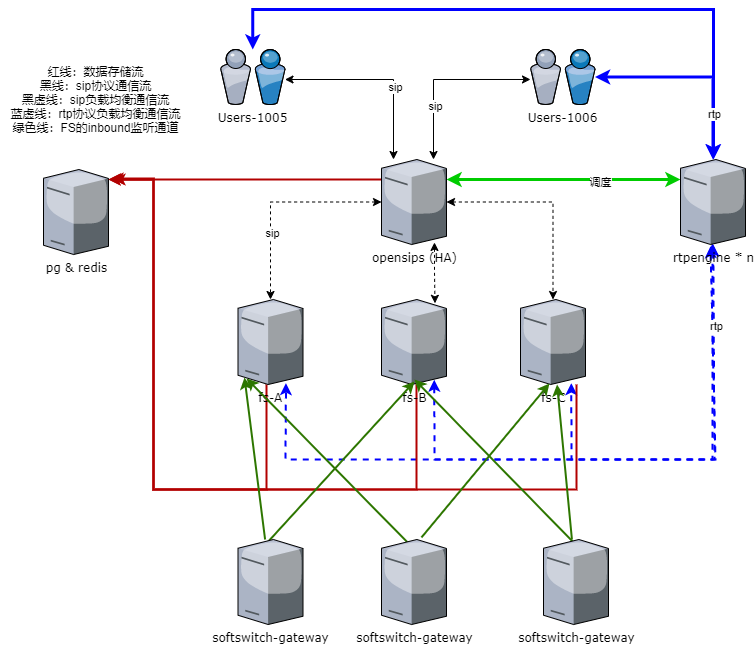 红线：数据存储流
黑线：sip协议通信流
黑虚线：sip负载均衡通信流
蓝虚线：rtp协议负载均衡通信流
绿色线：FS的inbound监听通道
Users-1005
Users-1006
sip
sip
rtp
调度
pg & redis
opensips (HA)
rtpengine * n
sip
rtp
fs-A
fs-B
fs-C
softswitch-gateway
softswitch-gateway
softswitch-gateway